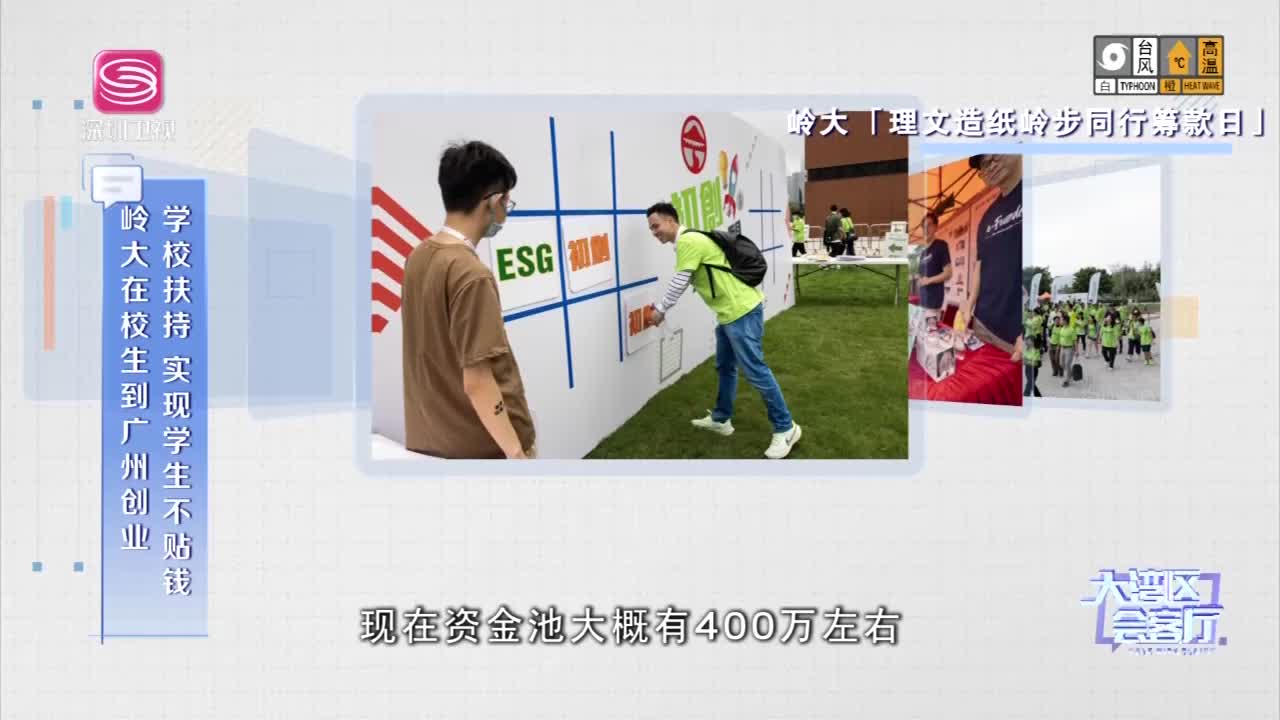 深圳卫视
台风
高温
℃
白 TYPHOON 橙 HEAT WAVE
岭大「理文造纸岭步同行筹款日」
学校扶持 实现学生不贴钱
岭大在校生到广州创业
初創
ESG
初創
现在资金池大概有400万左右
大湾区
会客厅